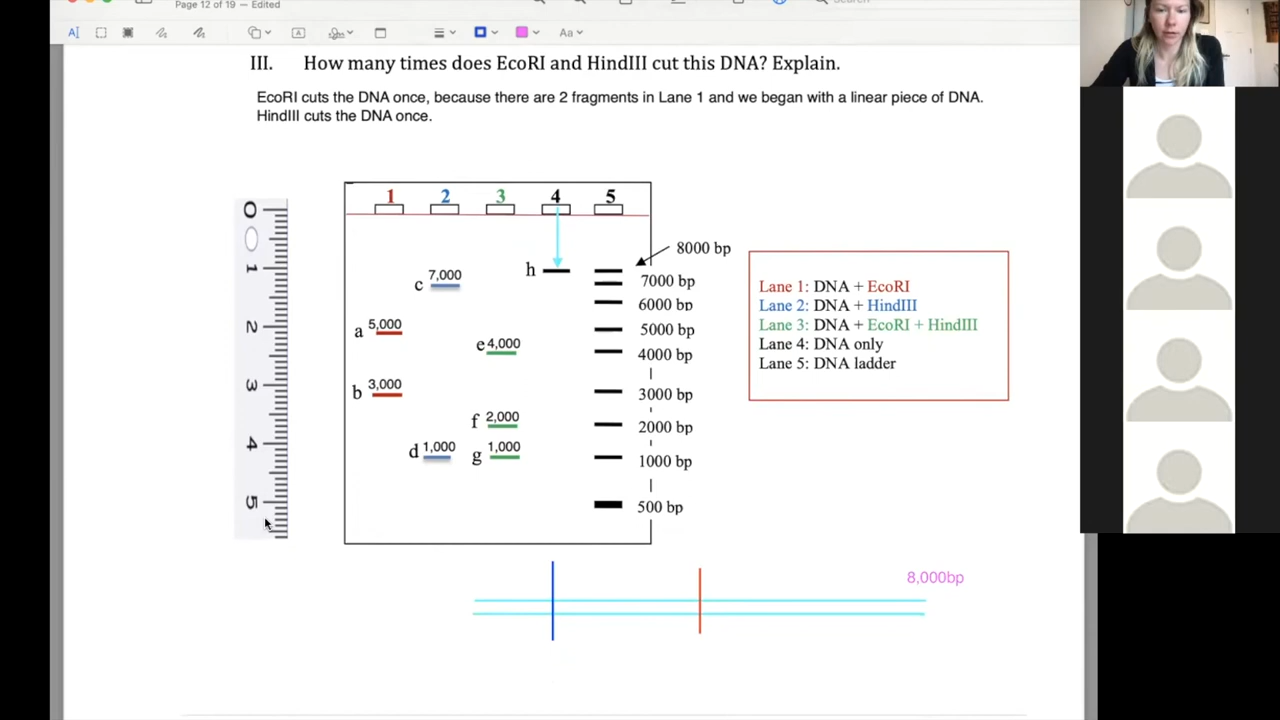 Page 12 of 19 — Edited
Aa
III. How many times does EcoRI and HindIII cut this DNA? Explain.
EcoRI cuts the DNA once, because there are 2 fragments in Lane 1 and we began with a linear piece of DNA.
HindIII cuts the DNA once.
0
1
2
3
4
5
1 2 3 4 5
8000 bp
h
7,000
c
7000 bp
6000 bp
5,000
a
5000 bp
4,000
e
4000 bp
3,000
b
3000 bp
2,000
f
2000 bp
1,000
d
1,000
g
1000 bp
500 bp
Lane 1: DNA + EcoRI
Lane 2: DNA + HindIII
Lane 3: DNA + EcoRI + HindIII
Lane 4: DNA only
Lane 5: DNA ladder
8,000bp